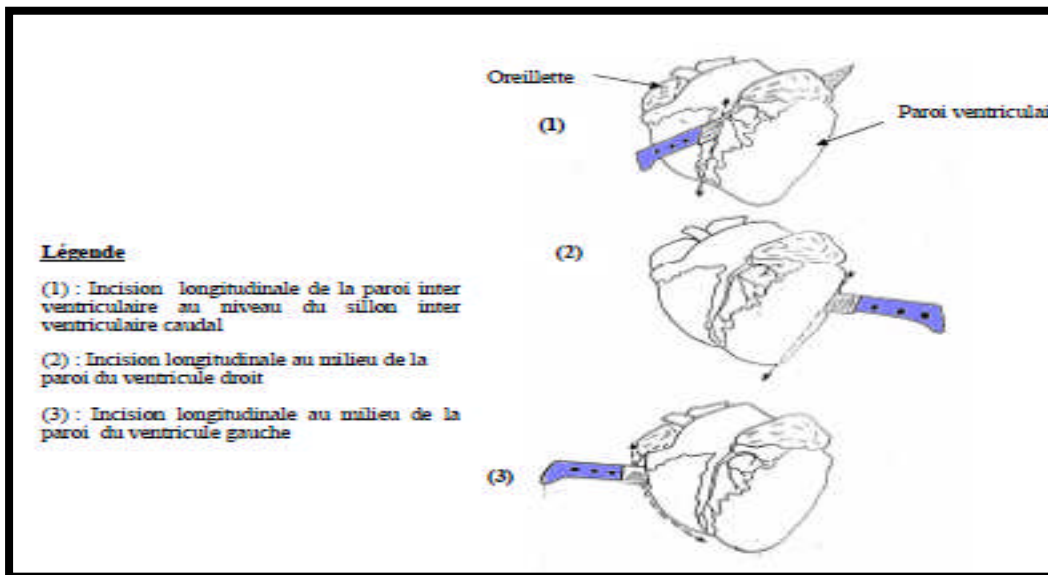 Oreillette
(1)
Paroi ventriculai
(2)
Légende
(1) : Incision longitudinale de la paroi inter
ventriculaire au niveau du sillon inter
ventriculaire caudal
(2) : Incision longitudinale au milieu de la
paroi du ventricule droit
(3) : Incision longitudinale au milieu de la
paroi du ventricule gauche
(3)